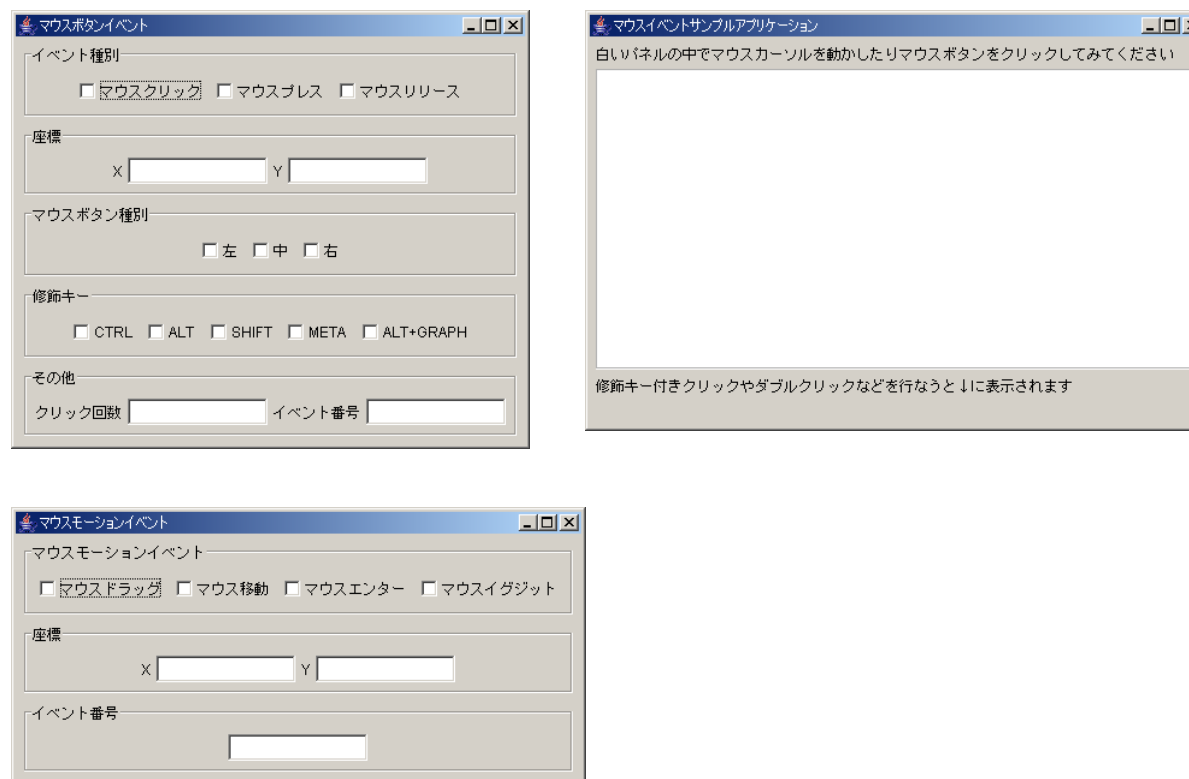 マウスボタンイベント
イベント種別
マウスクリック マウスプレス マウスリリース
座標
X Y
マウスボタン種別
左 中 右
修飾キー
CTRL ALT SHIFT META ALT+GRAPH
その他
クリック回数 イベント番号
マウスイベントサンプルアプリケーション
白いパネルの中でマウスカーソルを動かしたりマウスボタンをクリックしてみてください
修飾キー付きクリックやダブルクリックなどを行なうと↓に表示されます
マウスモーションイベント
マウスモーションイベント
マウスドラッグ マウス移動 マウスエンター マウスイグジット
座標
X Y
イベント番号